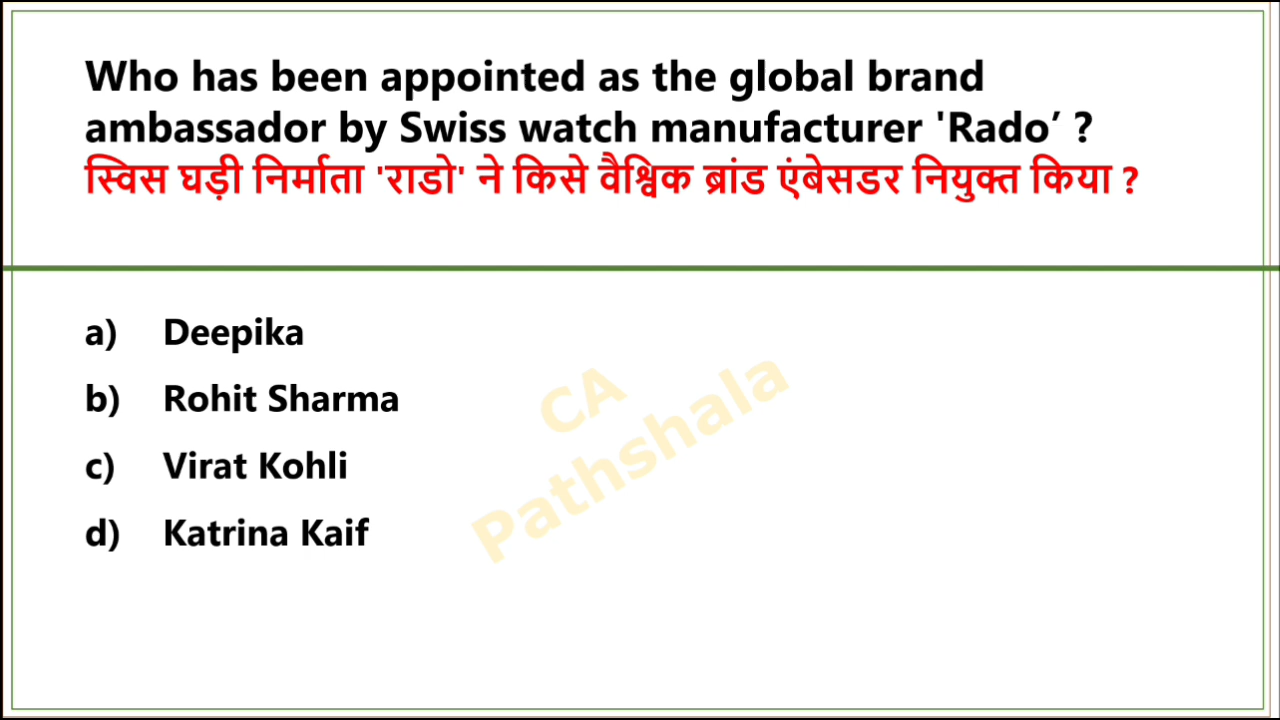 Who has been appointed as the global brand
ambassador by Swiss watch manufacturer 'Rado’ ?
स्विस घड़ी निर्माता 'राडो' ने किसे वैश्विक ब्रांड एंबेसडर नियुक्त किया ?
a) Deepika
b) Rohit Sharma
c) Virat Kohli
d) Katrina Kaif
CA
Pathshala